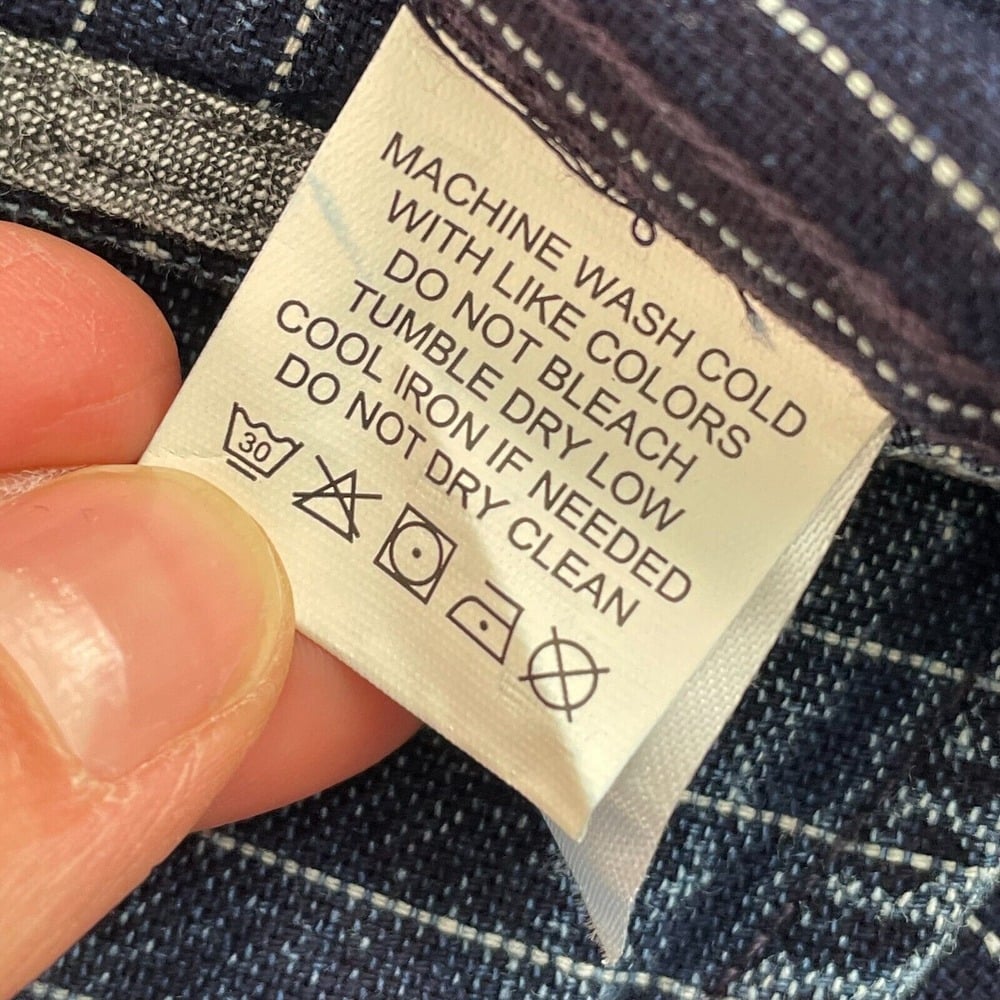 MACHINE WASH COLD
WITH LIKE COLORS
DO NOT BLEACH
TUMBLE DRY LOW
COOL IRON IF NEEDED
DO NOT DRY CLEAN
30